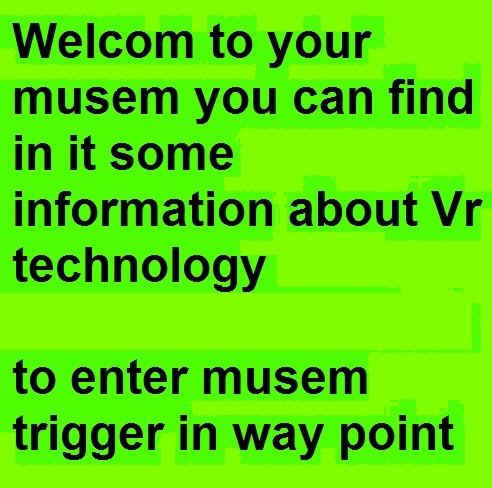 Welcom to your
musem you can find
in it some
information about Vr
technology
to enter musem
trigger in way point